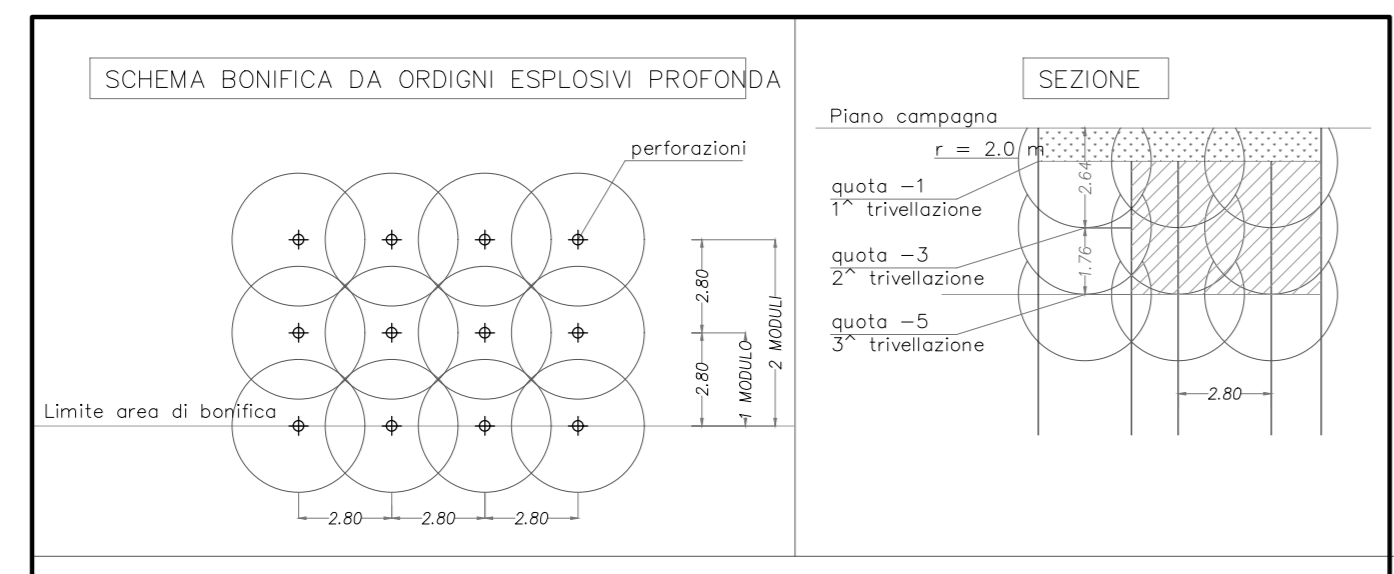 SCHEMA BONIFICA DA ORDIGNI ESPLOSIVI PROFONDA
perforazioni
2.80
2.80
1 MODULO
2 MODULI
Limite area di bonifica
2.80
2.80
2.80
SEZIONE
Piano campagna
r = 2.0 m
2.64
quota -1
1^ trivellazione
1.76
quota -3
2^ trivellazione
quota -5
3^ trivellazione
2.80